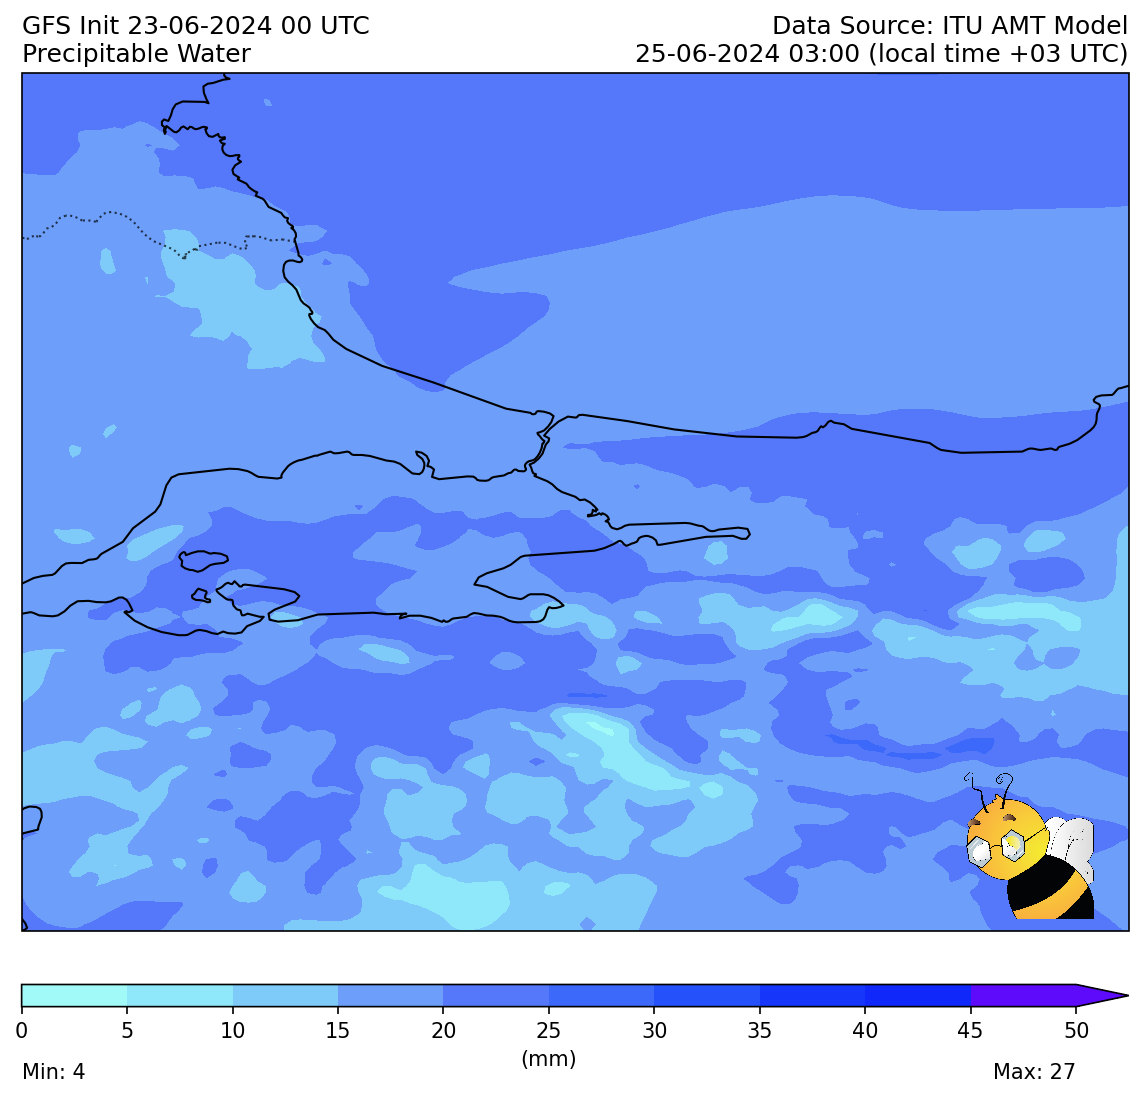 GFS Init 23-06-2024 00 UTC
Data Source: ITU AMT Model
Precipitable Water
25-06-2024 03:00 (local time +03 UTC)
0 5 10 15 20 25 30 35 40 45 50
(mm)
Min: 4
Max: 27